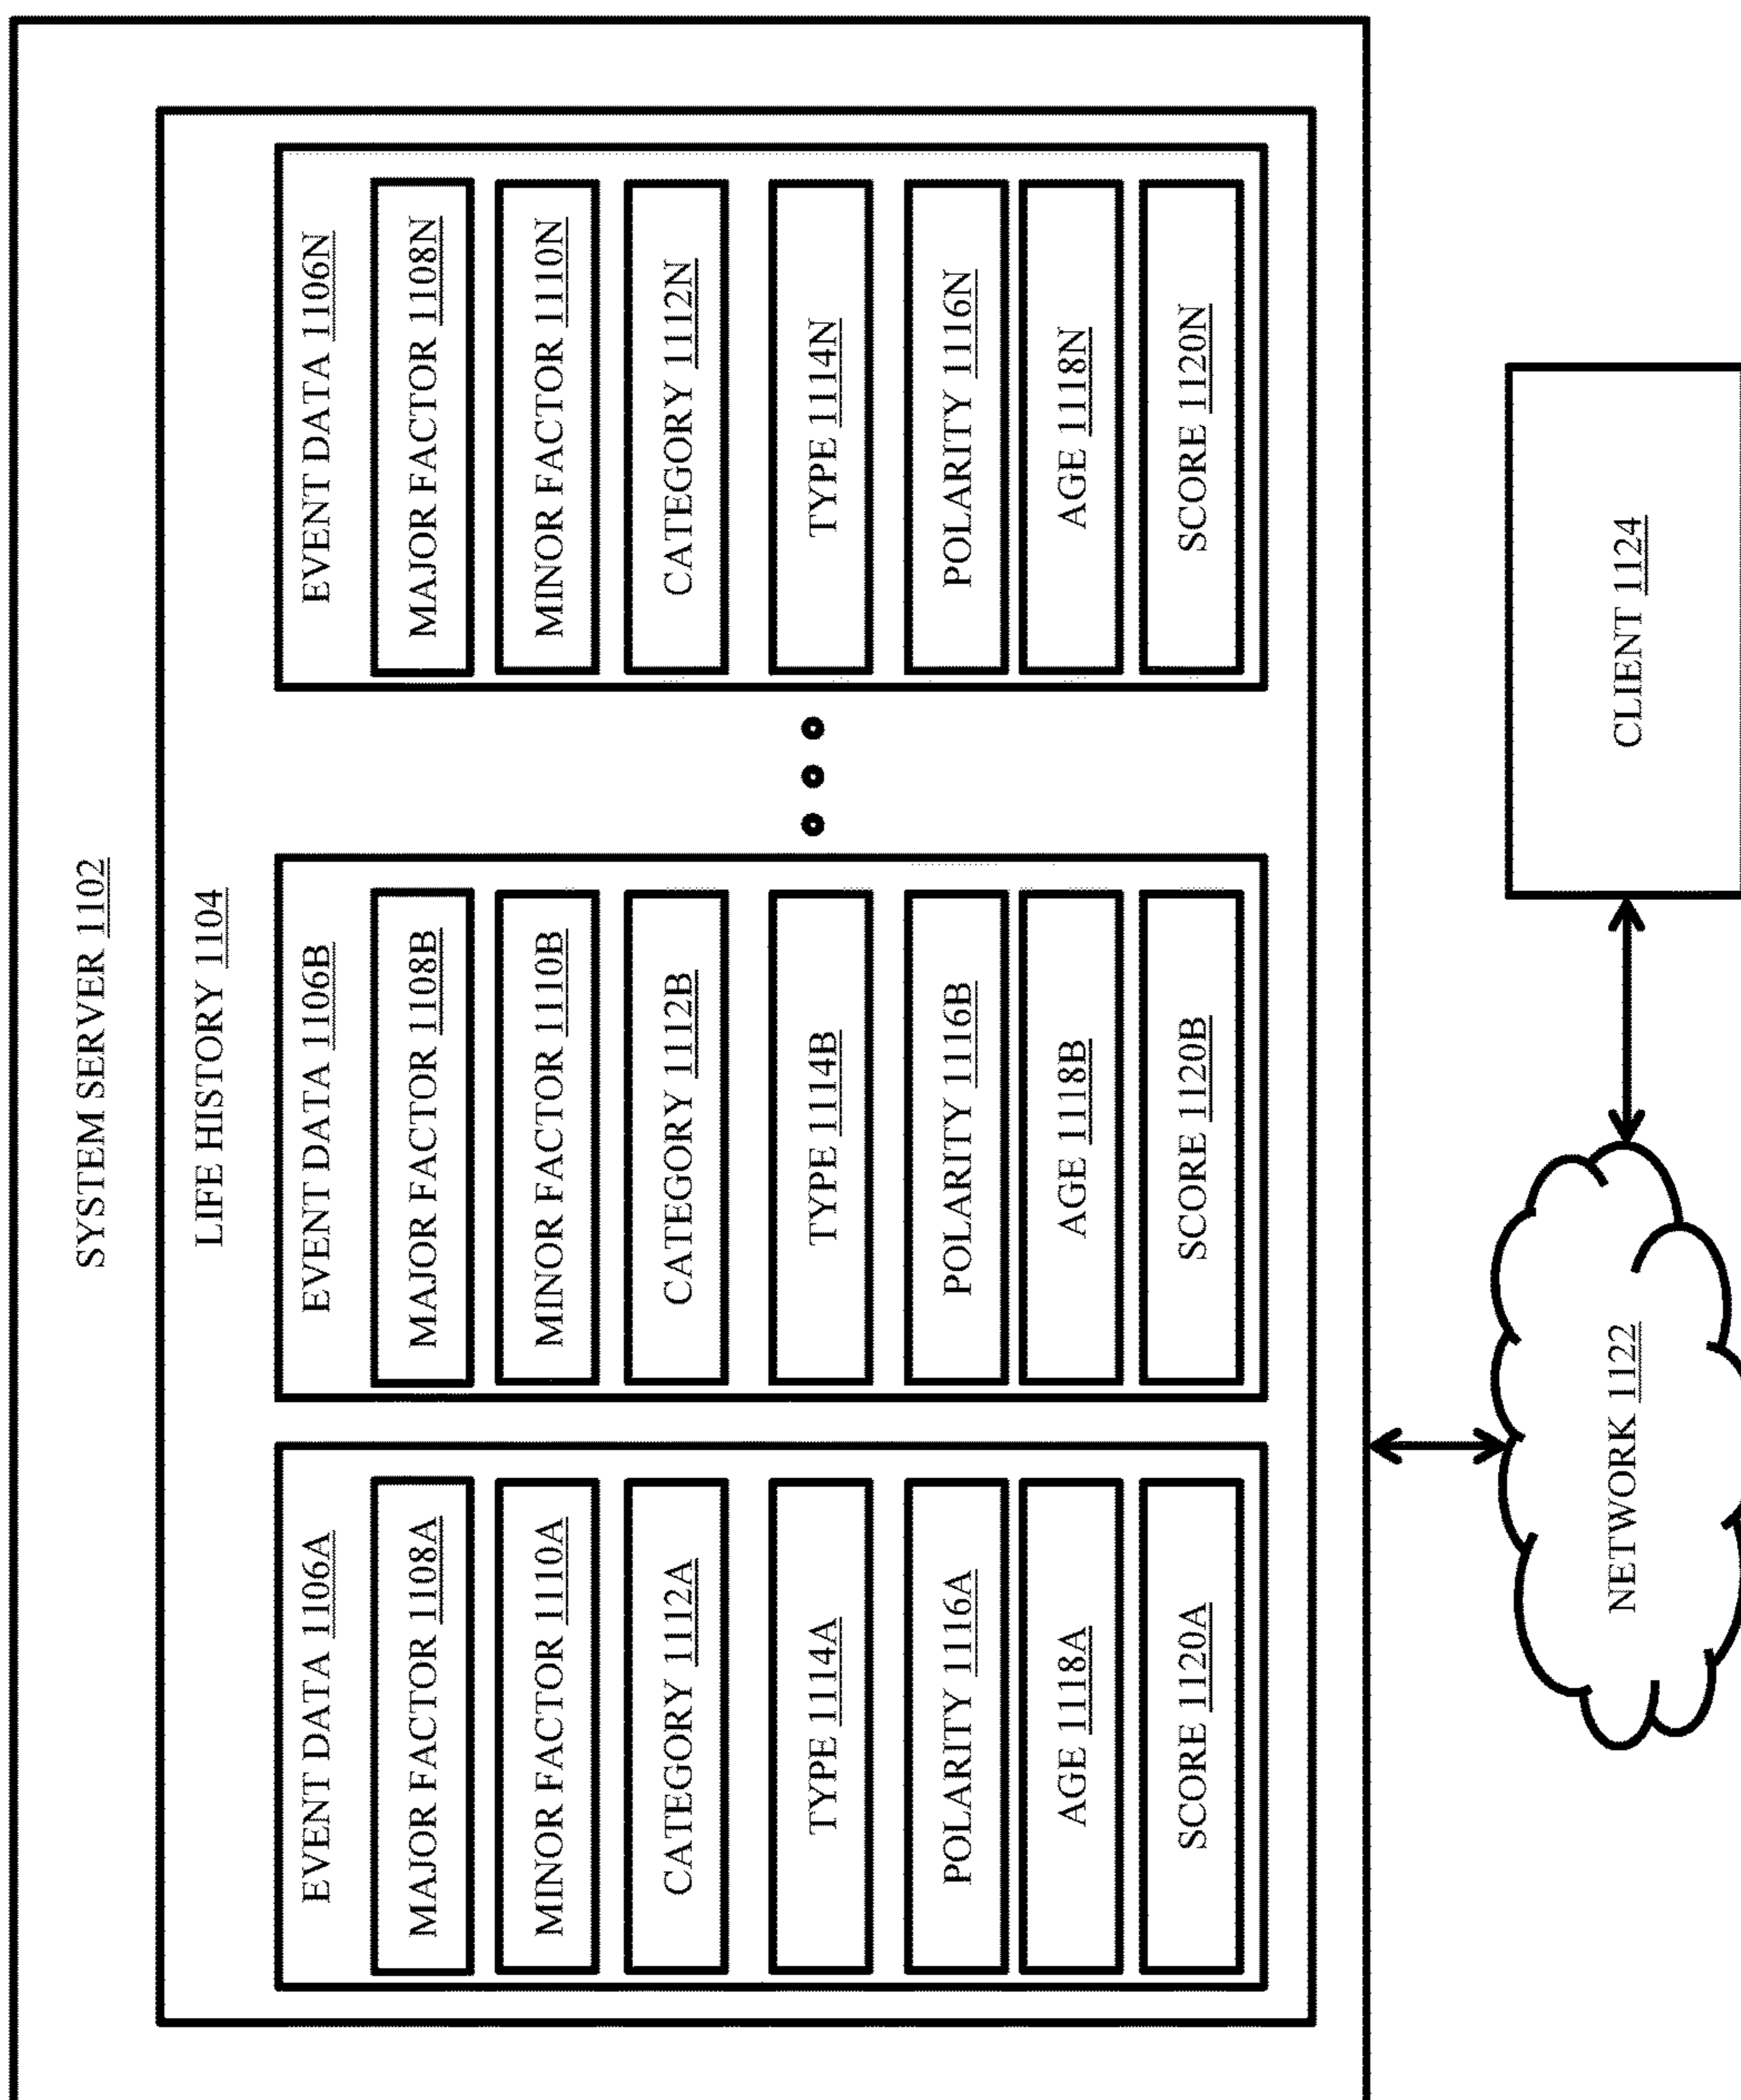 SYSTEM SERVER 1102
LIFE HISTORY 1104
EVENT DATA 1106A
MAJOR FACTOR 1108A
MINOR FACTOR 1110A
CATEGORY 1112A
TYPE 1114A
POLARITY 1116A
AGE 1118A
SCORE 1120A
EVENT DATA 1106B
MAJOR FACTOR 1108B
MINOR FACTOR 1110B
CATEGORY 1112B
TYPE 1114B
POLARITY 1116B
AGE 1118B
SCORE 1120B
EVENT DATA 1106N
MAJOR FACTOR 1108N
MINOR FACTOR 1110N
CATEGORY 1112N
TYPE 1114N
POLARITY 1116N
AGE 1118N
SCORE 1120N
NETWORK 1122
CLIENT 1124